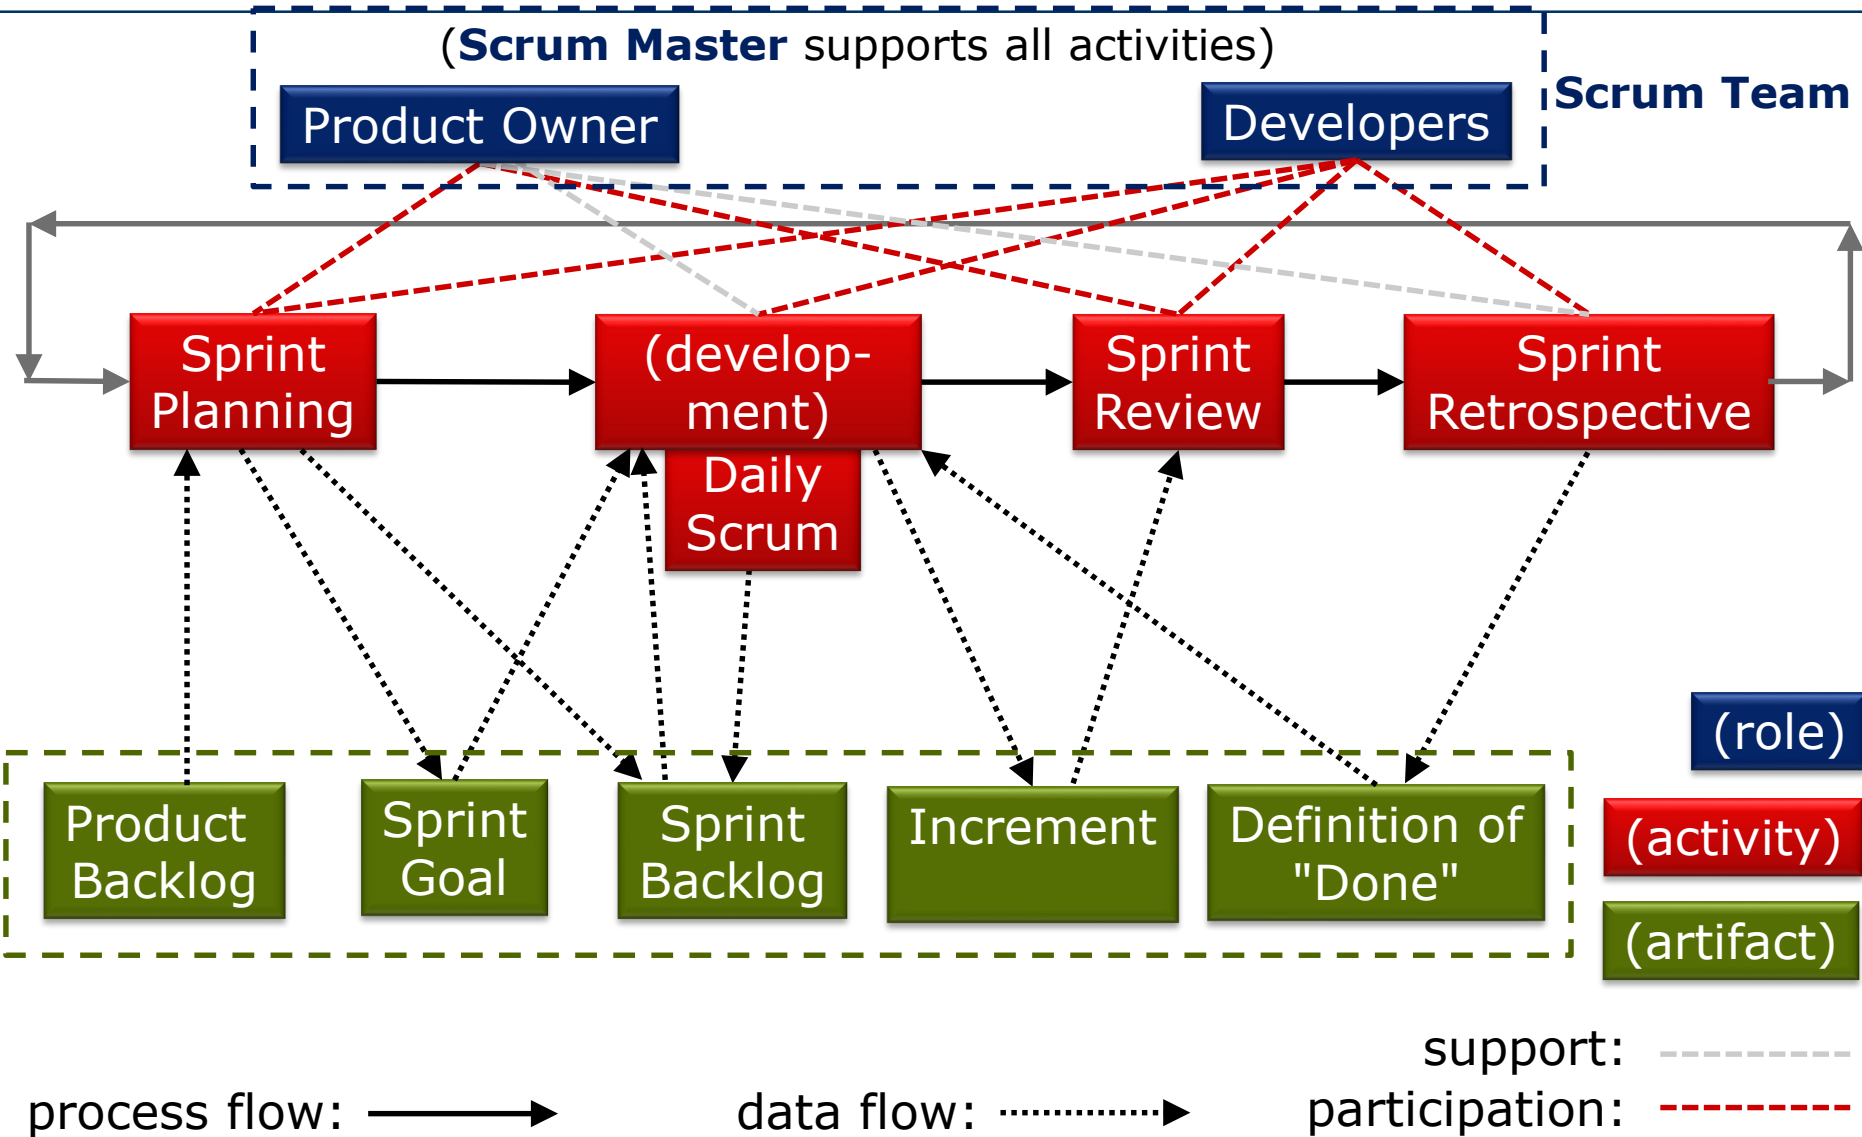 (Scrum Master supports all activities)
Scrum Team
Product Owner
Developers
Sprint
Planning
(develop-
ment)
Sprint
Review
Sprint
Retrospective
Daily
Scrum
Product
Backlog
Sprint
Goal
Sprint
Backlog
Increment
Definition of
"Done"
(role)
(activity)
(artifact)
support:
process flow:
data flow:
participation: